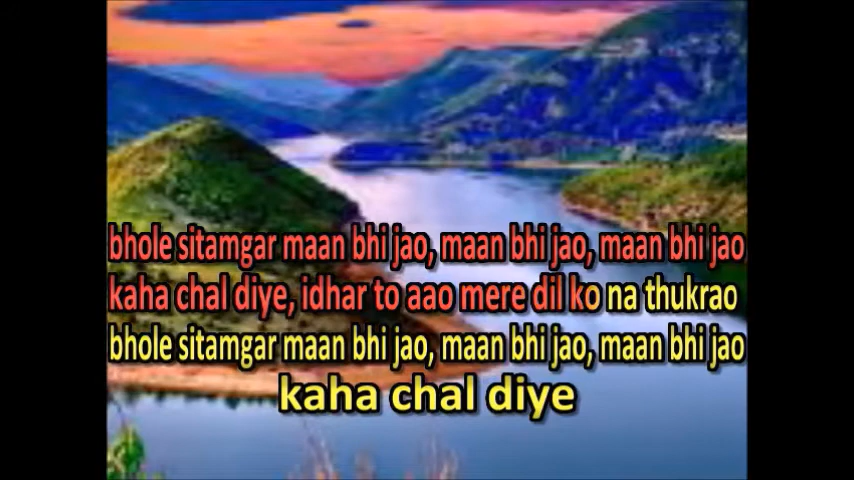 bhole sitamgar maan bhi jao, maan bhi jao, maan bhi jao
kaha chal diye, idhar to aao mere dil ko na thukrao
bhole sitamgar maan bhi jao, maan bhi jao, maan bhi jao
kaha chal diye